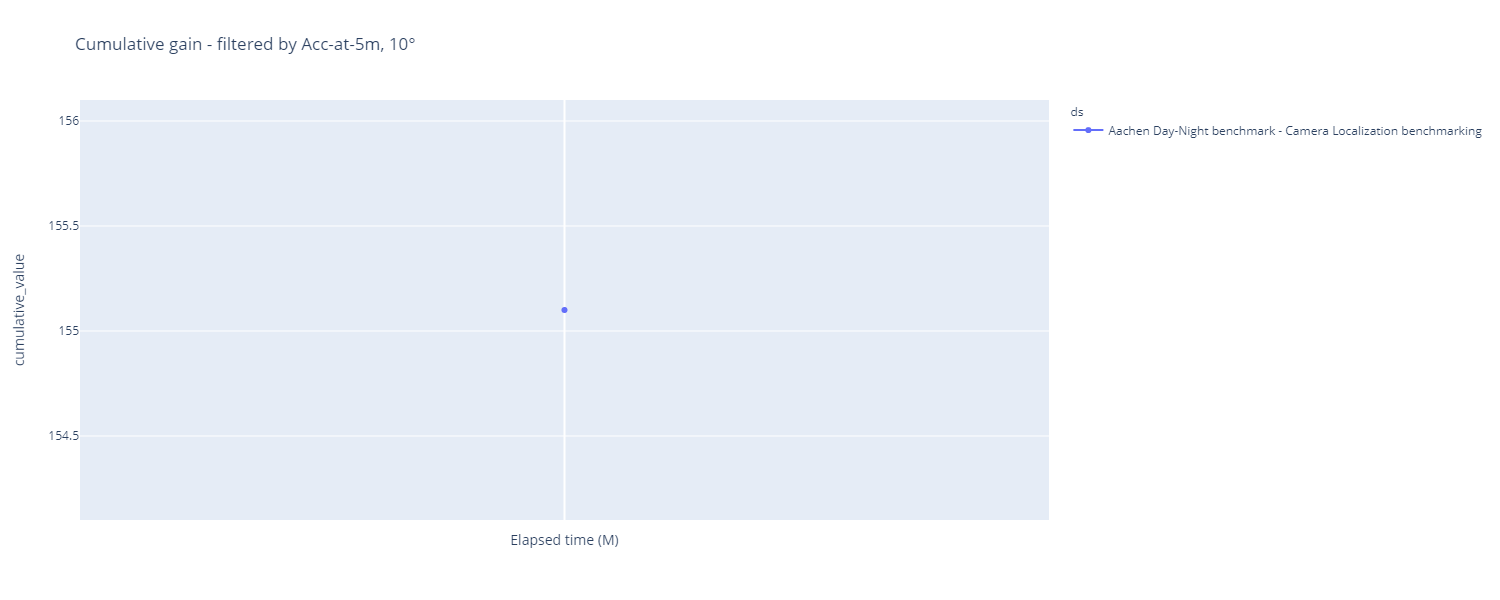 Cumulative gain - filtered by Acc-at-5m, 10°
ds
Aachen Day-Night benchmark - Camera Localization benchmarking
156
155.5
155
154.5
cumulative_value
Elapsed time (M)